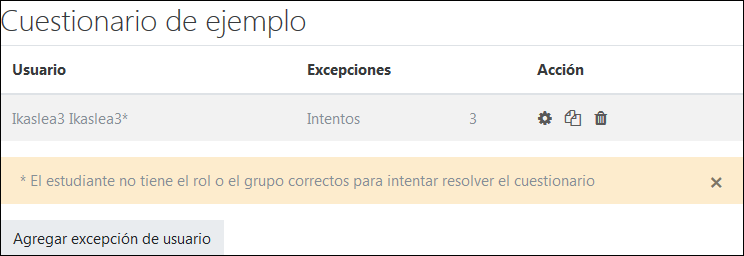 Cuestionario de ejemplo
Usuario Excepciones Acción
Ikaslea3 Ikaslea3* Intentos 3
* El estudiante no tiene el rol o el grupo correctos para intentar resolver el cuestionario ×
Agregar excepción de usuario